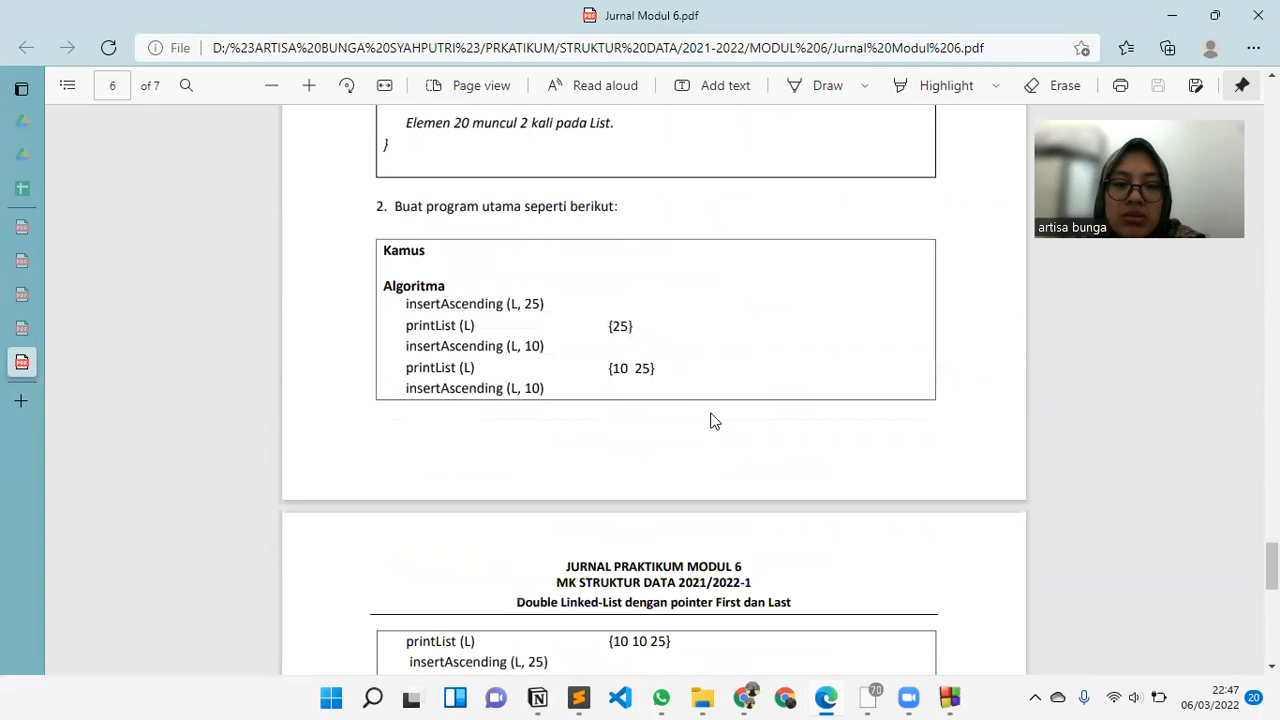 Jurnal Modul 6.pdf
File D:/%23ARTISA%20BUNGA%20SYAHPUTRI%23/PRKATIKUM/STRUKTUR%20DATA/2021-2022/MODUL%206/Jurnal%20Modul%206.pdf
6 of 7 Page view Read aloud Add text Draw Highlight Erase
Elemen 20 muncul 2 kali pada List.
}
artisa bunga
2. Buat program utama seperti berikut:
Kamus
Algoritma
insertAscending (L, 25)
printList (L) {25}
insertAscending (L, 10)
printList (L) {10 25}
insertAscending (L, 10)
JURNAL PRAKTIKUM MODUL 6
MK STRUKTUR DATA 2021/2022-1
Double Linked-List dengan pointer First dan Last
printList (L) {10 10 25}
insertAscending (L, 25)
70
22:47
06/03/2022
20